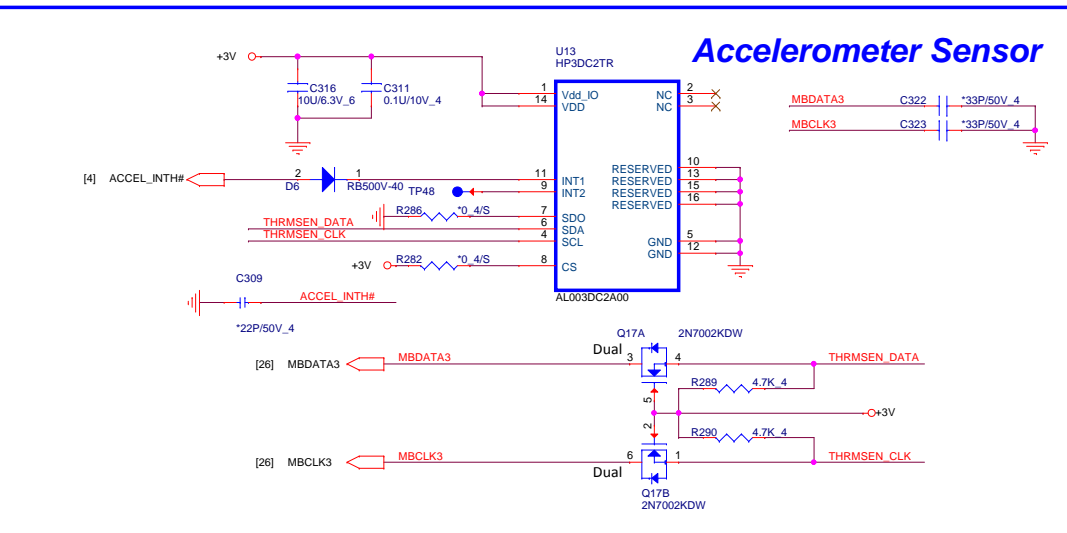 Accelerometer Sensor
U13
HP3DC2TR
+3V
C316
10U/6.3V_6
C311
0.1U/10V_4
1
14
Vdd_IO
VDD
NC
NC
2
3
MBDATA3
C322
*33P/50V_4
MBCLK3
C323
*33P/50V_4
[4]
ACCEL_INTH#
2
D6
1
RB500V-40
TP48
11
9
INT1
INT2
RESERVED
RESERVED
RESERVED
RESERVED
10
13
15
16
R286
*0_4/S
7
6
4
SDO
SDA
SCL
THRMSEN_DATA
THRMSEN_CLK
GND
GND
5
12
+3V
R282
*0_4/S
8
CS
AL003DC2A00
C309
ACCEL_INTH#
*22P/50V_4
Q17A
2N7002KDW
Dual
[26]
MBDATA3
MBDATA3
3
4
THRMSEN_DATA
R289
4.7K_4
5
+3V
2
R290
4.7K_4
[26]
MBCLK3
MBCLK3
6
1
THRMSEN_CLK
Dual
Q17B
2N7002KDW